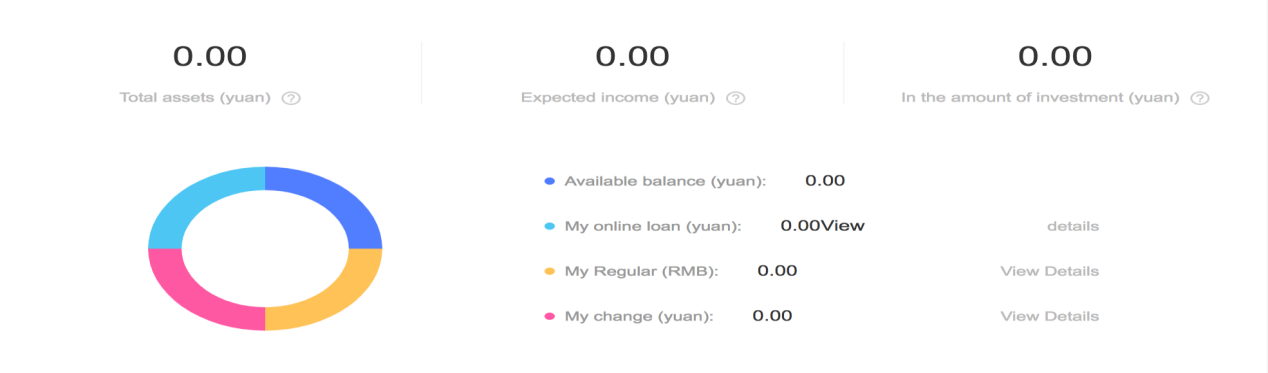 0.00 0.00 0.00
Total assets (yuan) ? Expected income (yuan) ? In the amount of investment (yuan) ?
Available balance (yuan): 0.00
My online loan (yuan): 0.00View details
My Regular (RMB): 0.00 View Details
My change (yuan): 0.00 View Details